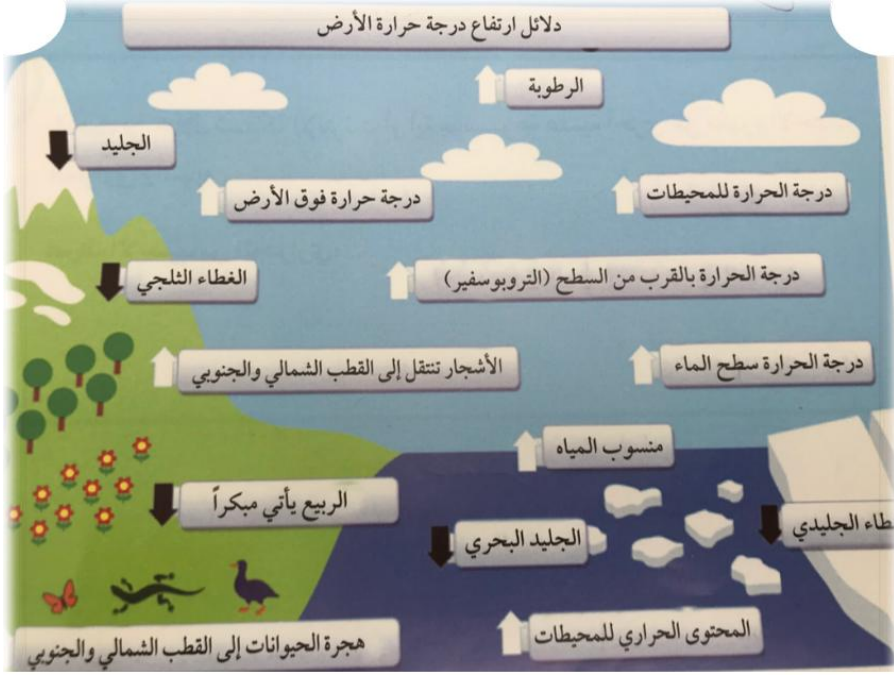 دلائل ارتفاع درجة حرارة الأرض
الرطوبة
الجليد
درجة الحرارة للمحيطات
درجة حرارة فوق الأرض
درجة الحرارة بالقرب من السطح (التروبوسفير)
الغطاء الثلجي
درجة الحرارة سطح الماء
الأشجار تنتقل إلى القطب الشمالي والجنوبي
منسوب المياه
الربيع يأتي مبكراً
طاء الجليدي
الجليد البحري
المحتوى الحراري للمحيطات
هجرة الحيوانات إلى القطب الشمالي والجنوبي